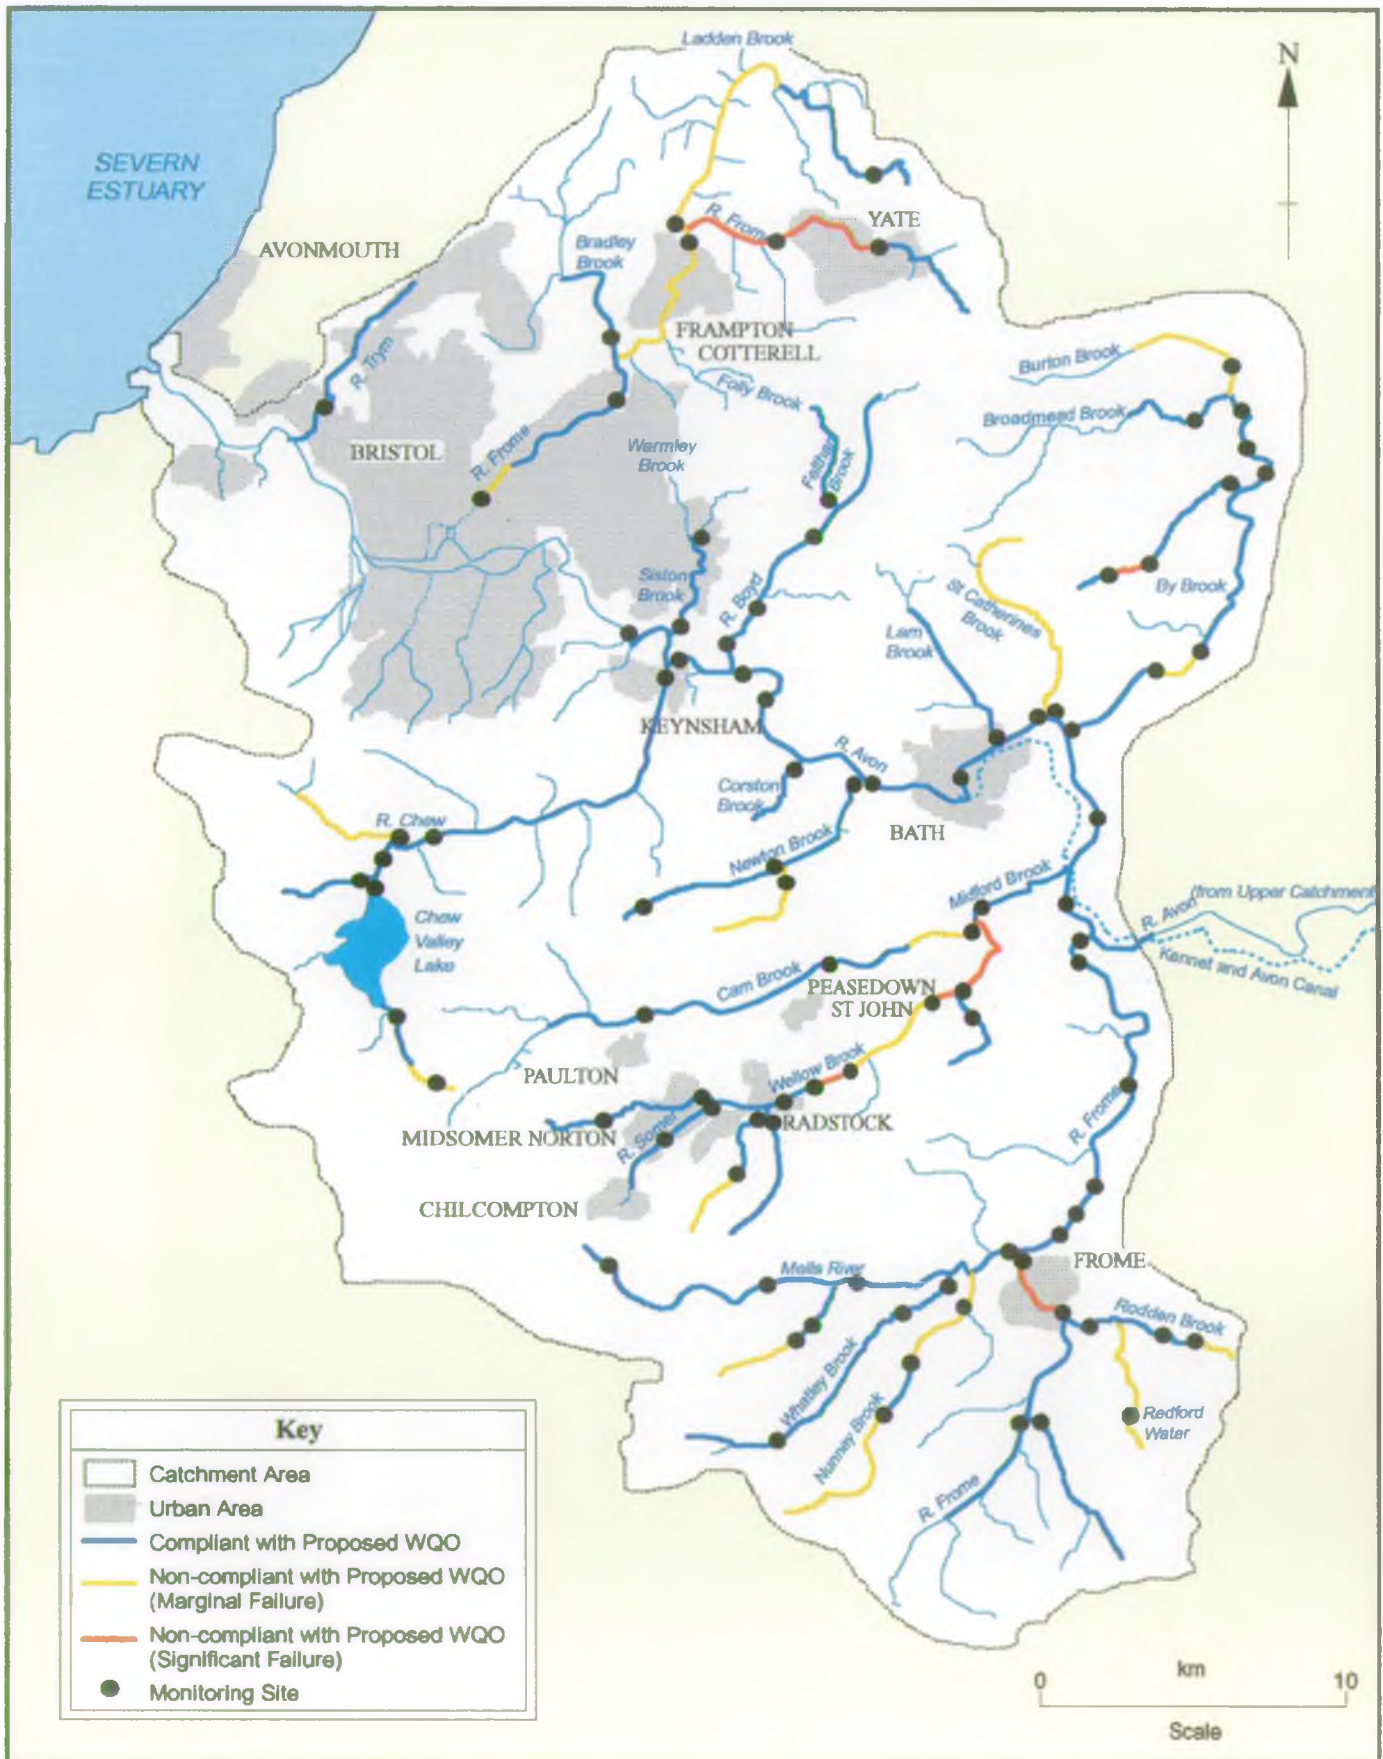 Ladden Brook
N
SEVERN
ESTUARY
AVONMOUTH
R. Frome
YATE
Bradley
Brook
FRAMPTON
COTTERELL
R. Trym
Burton Brook
Folly Brook
Broadmead Brook
BRISTOL
R. Frome
Warmley
Brook
Feltham
Brook
Siston
Brook
R. Boyd
By Brook
St Catherines
Brook
Lam
Brook
KEYNSHAM
R. Avon
Corston
Brook
R. Chew
BATH
Newton Brook
Midford Brook
(from Upper Catchment)
R. Avon
Kennet and Avon Canal
Chew
Valley
Lake
Cam Brook
PEASEDOWN
ST JOHN
PAULTON
Wellow Brook
MIDSOMER NORTON
R. Somer
RADSTOCK
R. Frome
CHILCOMPTON
Mells River
FROME
Rodden Brook
Whatley Brook
Nunney Brook
Redford
Water
R. Frome
Key
Catchment Area
Urban Area
Compliant with Proposed WQO
Non-compliant with Proposed WQO
(Marginal Failure)
Non-compliant with Proposed WQO
(Significant Failure)
Monitoring Site
km
0 10
Scale